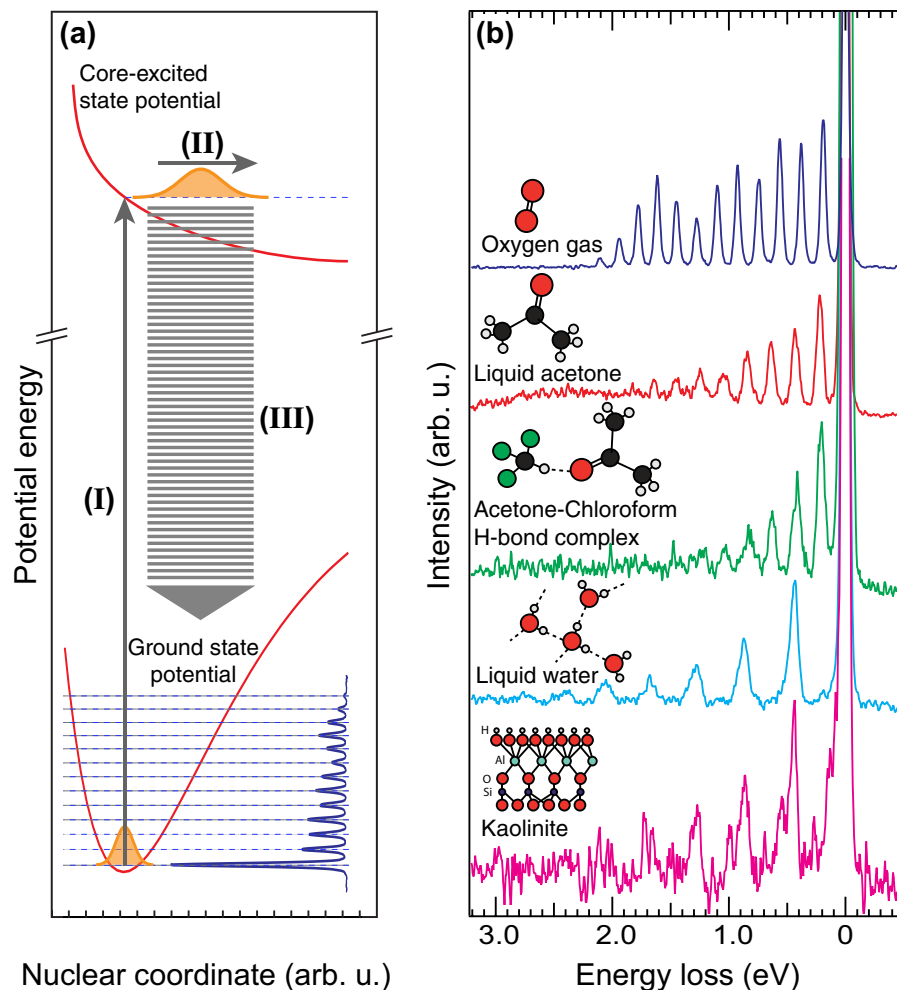 (a)
Core-excited
state potential
(II)
(III)
(I)
Ground state
potential
Potential energy
Nuclear coordinate (arb. u.)
(b)
Oxygen gas
Liquid acetone
Acetone-Chloroform
H-bond complex
Liquid water
H
Al
O
Si
Kaolinite
Intensity (arb. u.)
3.0 2.0 1.0 0
Energy loss (eV)